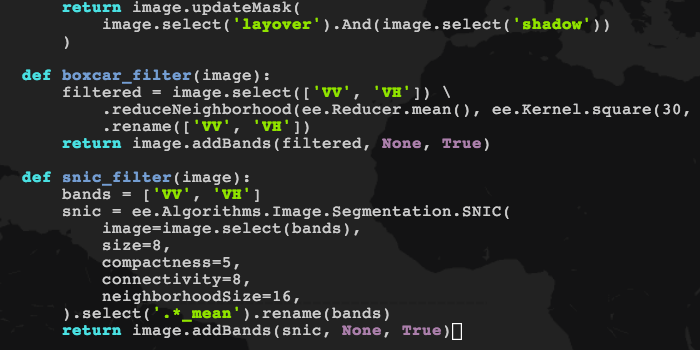 return image.updateMask(
image.select('layover').And(image.select('shadow'))
)
def boxcar_filter(image):
filtered = image.select(['VV', 'VH']) \
.reduceNeighborhood(ee.Reducer.mean(), ee.Kernel.square(30,
.rename(['VV', 'VH'])
return image.addBands(filtered, None, True)
def snic_filter(image):
bands = ['VV', 'VH']
snic = ee.Algorithms.Image.Segmentation.SNIC(
image=image.select(bands),
size=8,
compactness=5,
connectivity=8,
neighborhoodSize=16,
).select('.*_mean').rename(bands)
return image.addBands(snic, None, True)